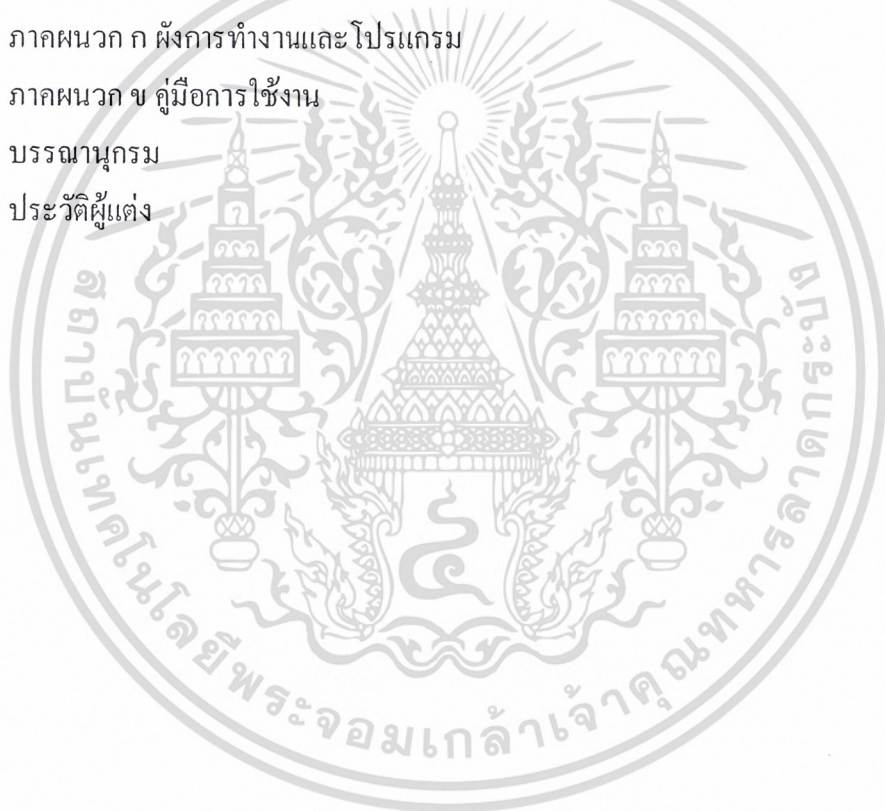 ภาคผนวก ก ผังการทำงานและโปรแกรม
ภาคผนวก ข คู่มือการใช้งาน
บรรณานุกรม
ประวัติผู้แต่ง
สถาบันเทคโนโลยีพระจอมเกล้าเจ้าคุณทหารลาดกระบัง
๔